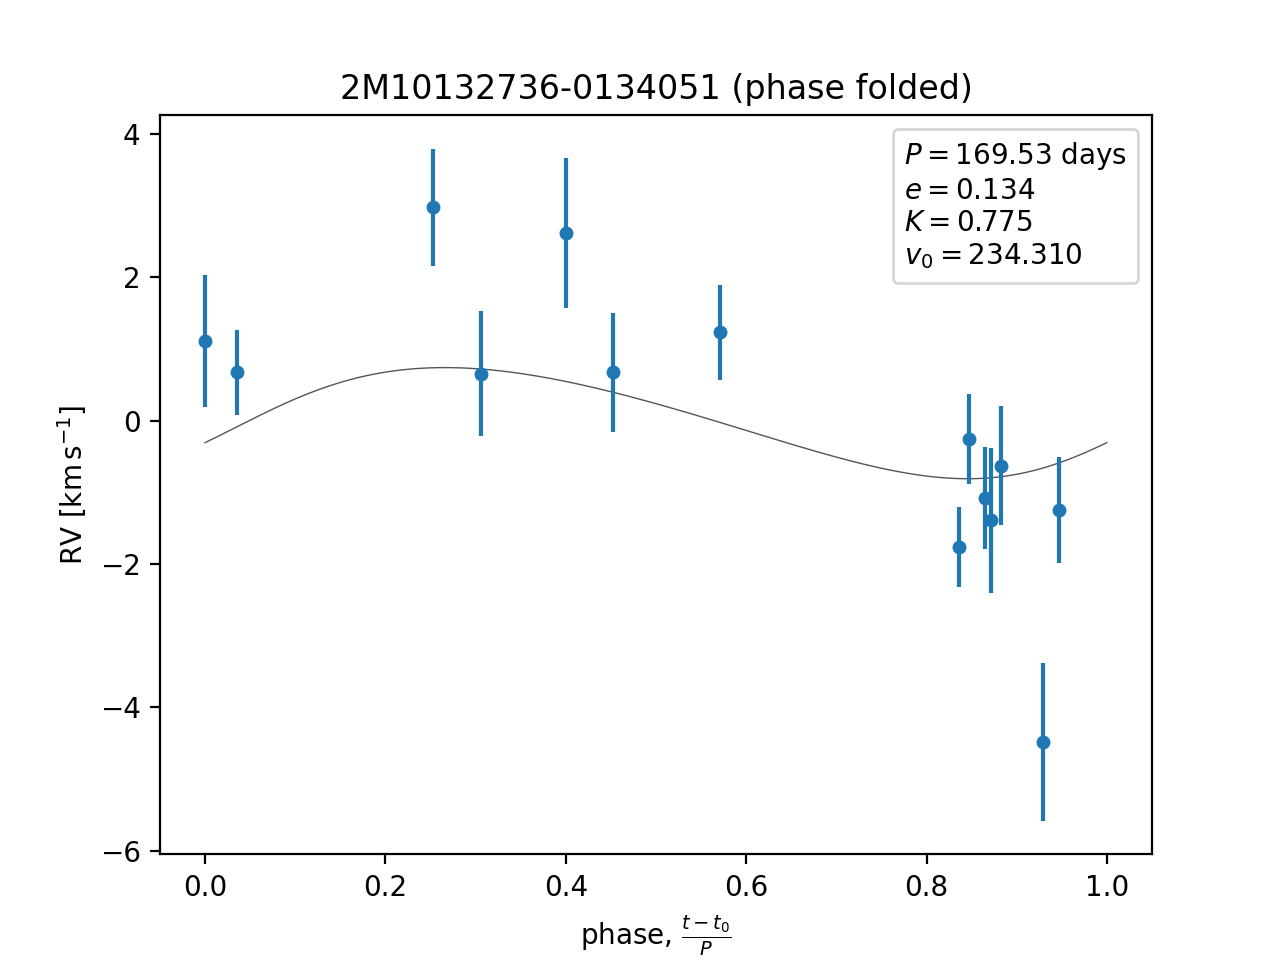 2M10132736-0134051 (phase folded)
P = 169.53 days
e = 0.134
K = 0.775
v₀ = 234.310
RV [km s⁻¹]
4
2
0
−2
−4
−6
0.0 0.2 0.4 0.6 0.8 1.0
phase, (t − t₀)/P